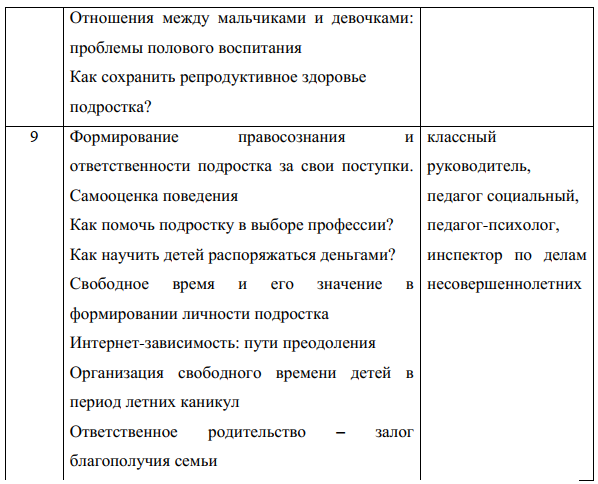 Отношения между мальчиками и девочками:
проблемы полового воспитания
Как сохранить репродуктивное здоровье
подростка?
9
Формирование правосознания и
ответственности подростка за свои поступки.
Самооценка поведения
Как помочь подростку в выборе профессии?
Как научить детей распоряжаться деньгами?
Свободное время и его значение в
формировании личности подростка
Интернет-зависимость: пути преодоления
Организация свободного времени детей в
период летних каникул
Ответственное родительство – залог
благополучия семьи
классный
руководитель,
педагог социальный,
педагог-психолог,
инспектор по делам
несовершеннолетних